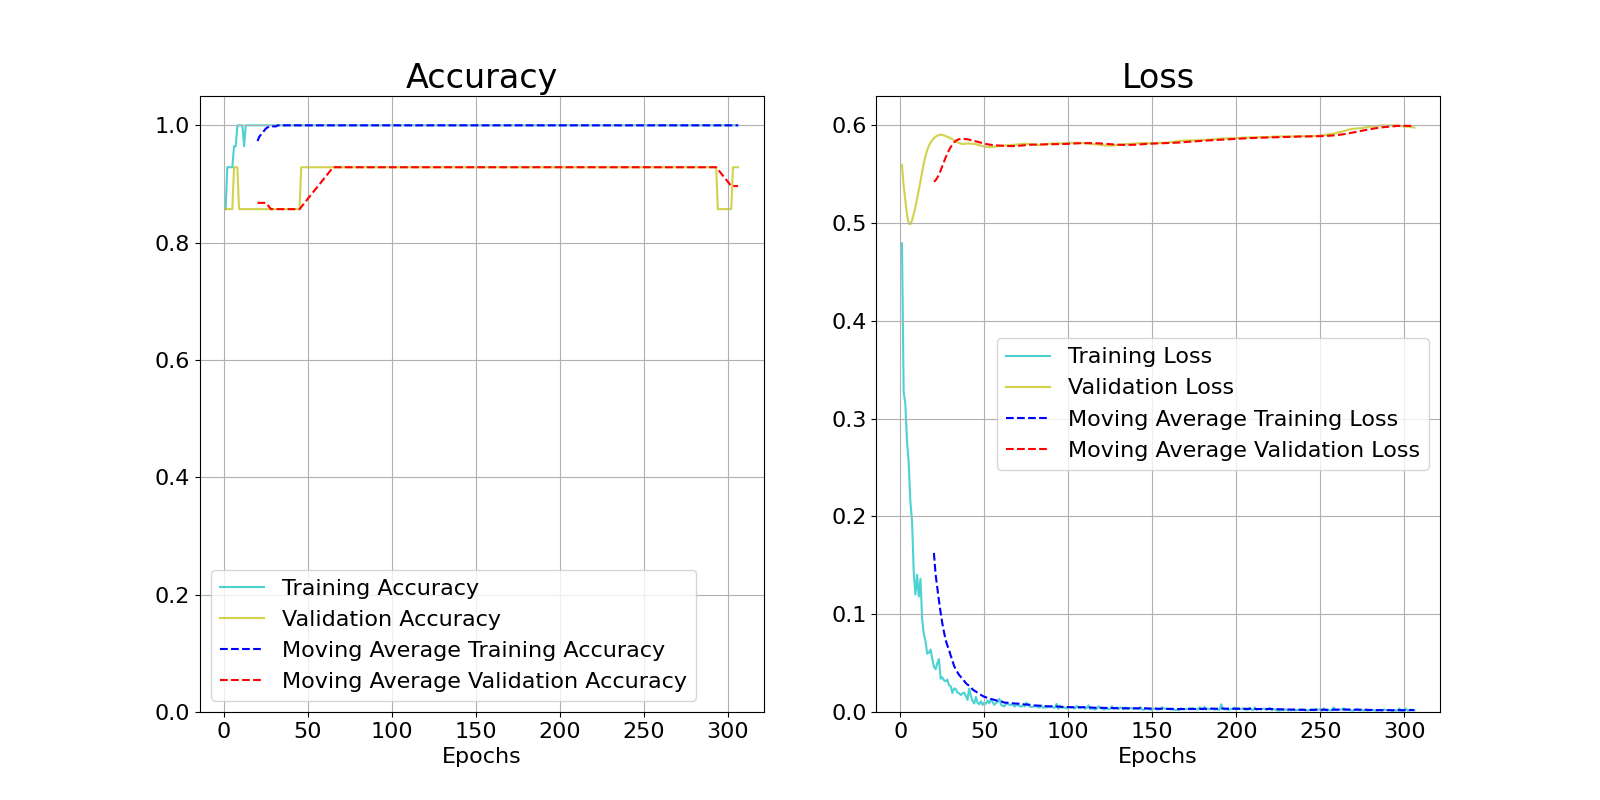 Accuracy
1.0
0.8
0.6
0.4
0.2
0.0
Training Accuracy
Validation Accuracy
Moving Average Training Accuracy
Moving Average Validation Accuracy
0 50 100 150 200 250 300
Epochs
Loss
0.6
0.5
0.4
0.3
0.2
0.1
0.0
Training Loss
Validation Loss
Moving Average Training Loss
Moving Average Validation Loss
0 50 100 150 200 250 300
Epochs